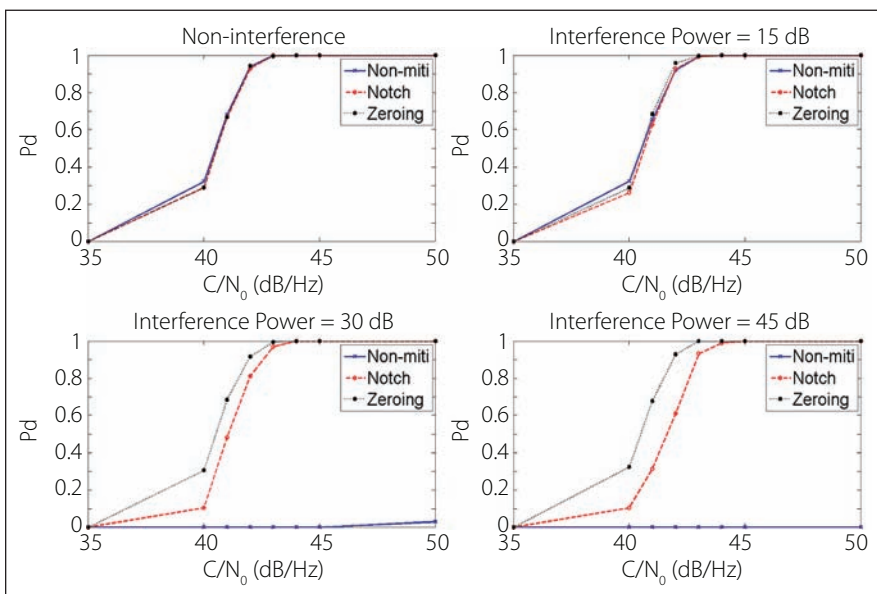 Non-interference
1
0.8
0.6
0.4
0.2
0
Pd
35
40
45
50
C/N₀ (dB/Hz)
Non-miti
Notch
Zeroing
Interference Power = 15 dB
1
0.8
0.6
0.4
0.2
0
Pd
35
40
45
50
C/N₀ (dB/Hz)
Non-miti
Notch
Zeroing
Interference Power = 30 dB
1
0.8
0.6
0.4
0.2
0
Pd
35
40
45
50
C/N₀ (dB/Hz)
Non-miti
Notch
Zeroing
Interference Power = 45 dB
1
0.8
0.6
0.4
0.2
0
Pd
35
40
45
50
C/N₀ (dB/Hz)
Non-miti
Notch
Zeroing